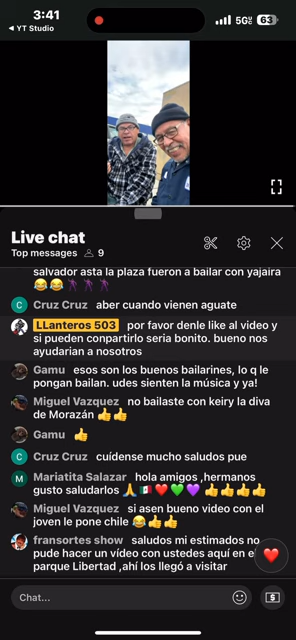 3:41
5G
63
◀ YT Studio
Live chat
Top messages 9
salvador asta la plaza fueron a bailar con yajaira
😂😂🕺🕺🕺
C Cruz Cruz aber cuando vienen aguate
LLanteros 503 por favor denle like al video y
si pueden conpartirlo seria bonito. bueno nos
ayudarian a nosotros
Gamu esos son los buenos bailarines, lo q le
pongan bailan. udes sienten la música y ya!
Miguel Vazquez no bailaste con keiry la diva
de Morazán 👍👍
Gamu 👍
C Cruz Cruz cuídense mucho saludos pue
M Mariatita Salazar hola amigos ,hermanos
gusto saludarlos 🙏🇲🇽❤️💚💜👍👍👍👍
Miguel Vazquez si asen bueno video con el
joven le pone chile 😂👍👍
fransortes show saludos mi estimados no
pude hacer un vídeo con ustedes aquí en e
parque Libertad ,ahí los llegó a visitar
Chat...